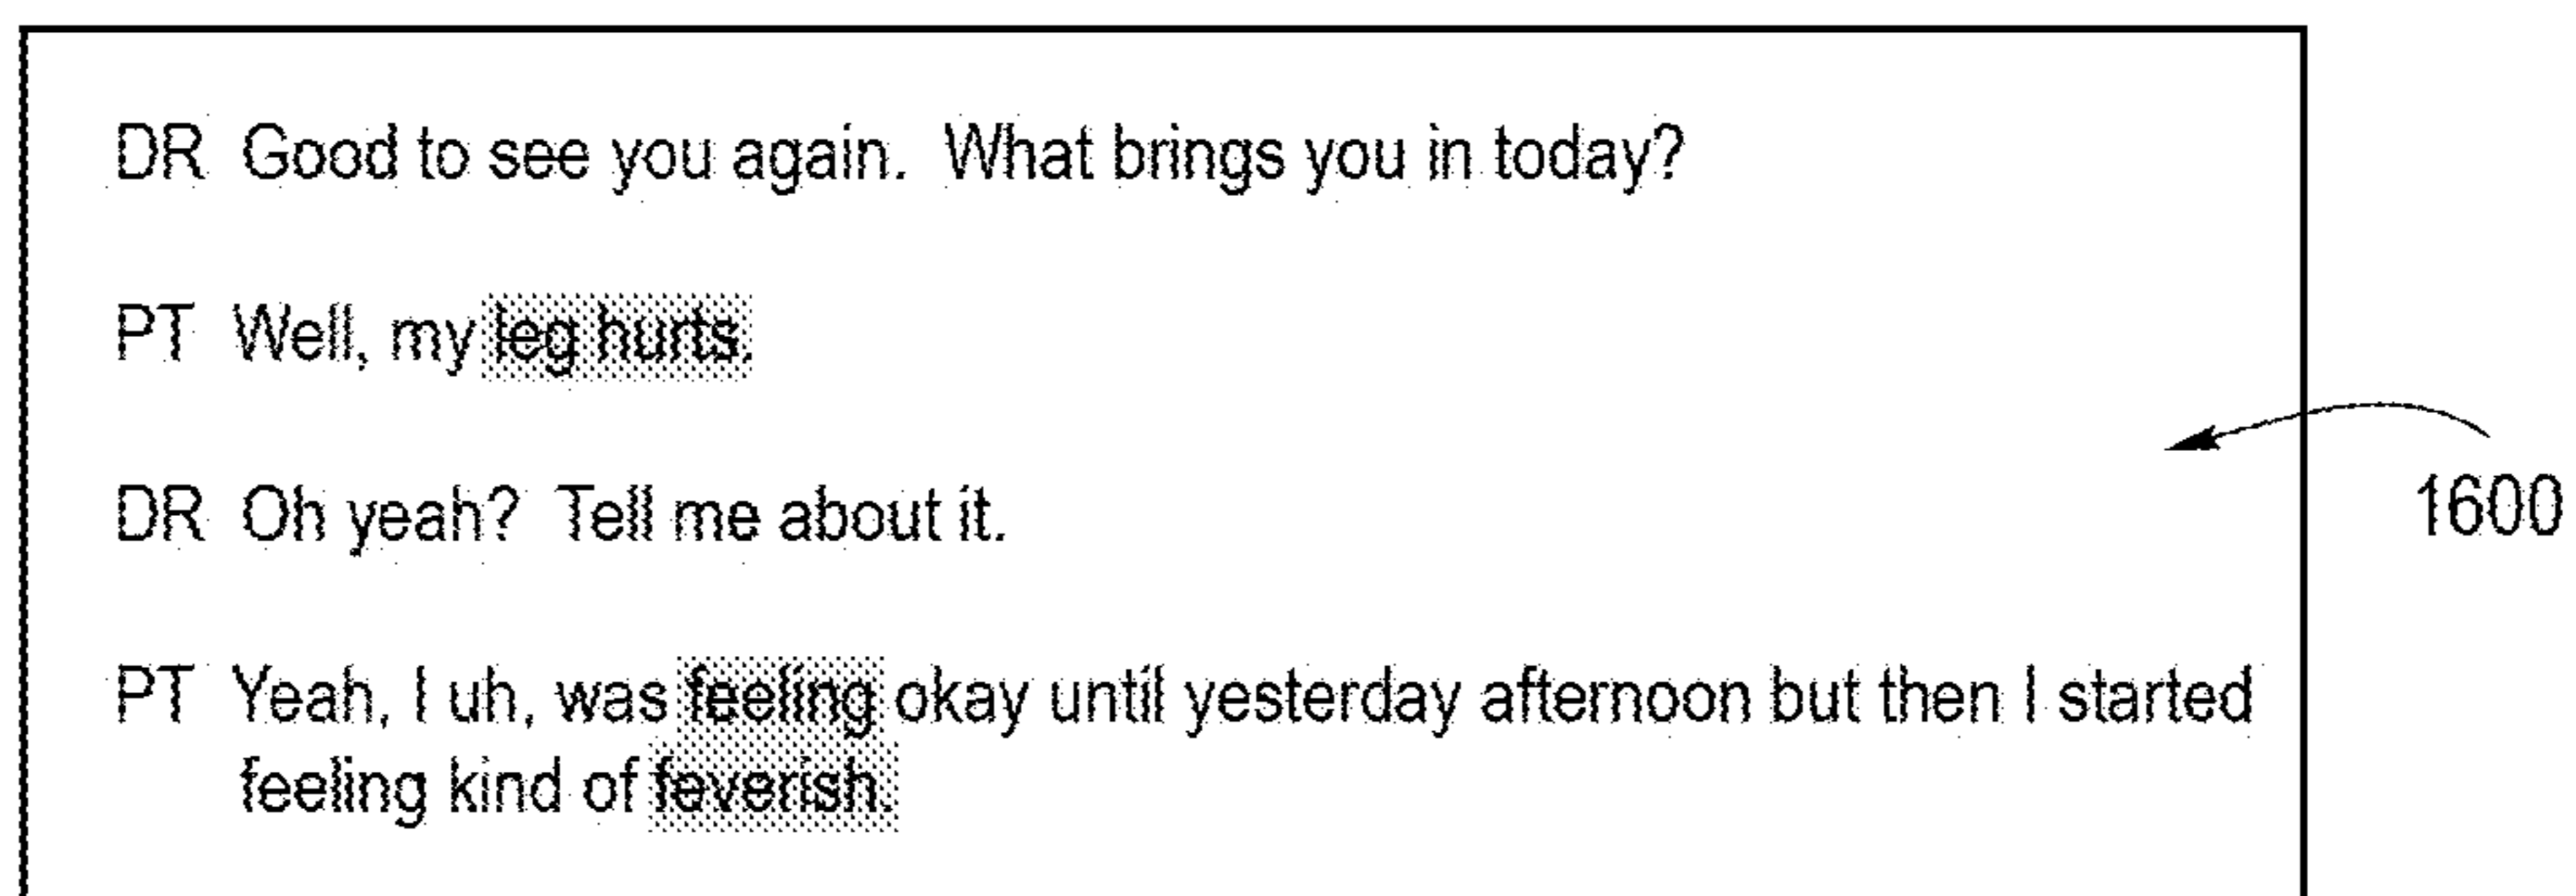 DR Good to see you again. What brings you in today?
PT Well, my leg hurts.
DR Oh yeah? Tell me about it.
1600
PT Yeah, I uh, was feeling okay until yesterday afternoon but then I started
feeling kind of feverish.